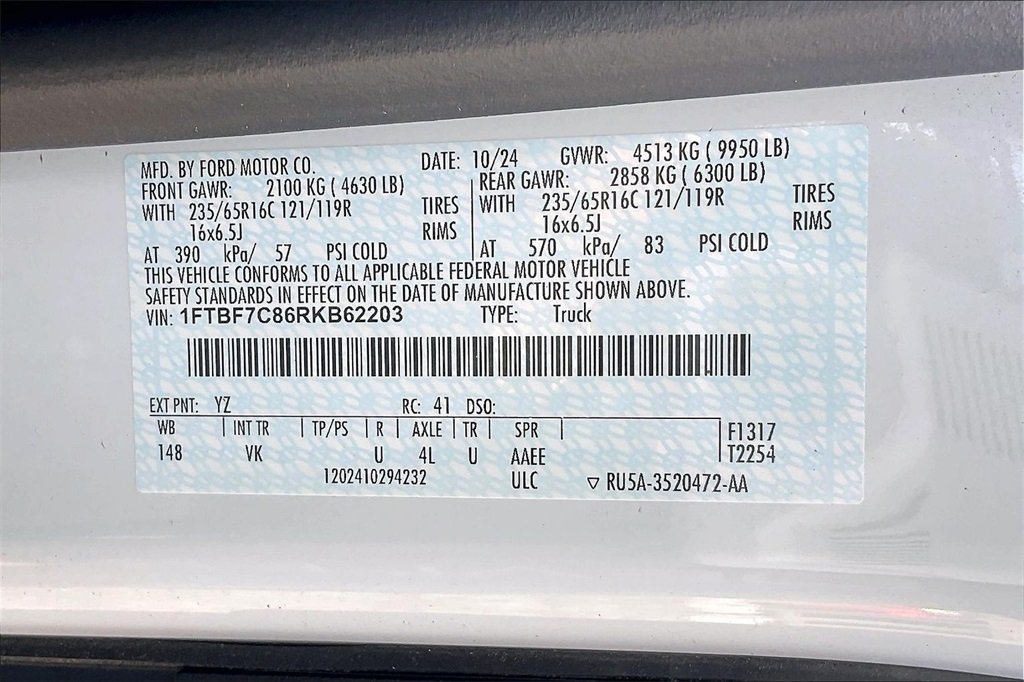 MFD. BY FORD MOTOR CO. DATE: 10/24 GVWR: 4513 KG ( 9950 LB)
FRONT GAWR: 2100 KG ( 4630 LB) REAR GAWR: 2858 KG ( 6300 LB)
WITH 235/65R16C 121/119R TIRES WITH 235/65R16C 121/119R TIRES
16x6.5J RIMS 16x6.5J RIMS
AT 390 kPa/ 57 PSI COLD AT 570 kPa/ 83 PSI COLD
THIS VEHICLE CONFORMS TO ALL APPLICABLE FEDERAL MOTOR VEHICLE
SAFETY STANDARDS IN EFFECT ON THE DATE OF MANUFACTURE SHOWN ABOVE.
VIN: 1FTBF7C86RKB62203 TYPE: Truck
EXT PNT: YZ RC: 41 DSO:
WB INT TR TP/PS R AXLE TR SPR F1317
148 VK U 4L U AAEE T2254
1202410294232 ULC ▽ RU5A-3520472-AA